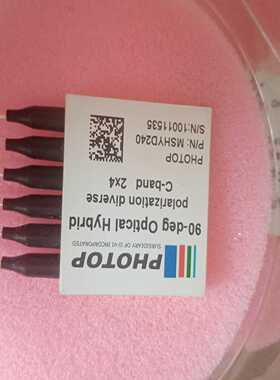 PHOTOP
SUBSIDIARY OF II-VI INCORPORATED
90-deg Optical Hybrid
polarization diverse
C-band 2x4
PHOTOP
P/N: MSHYD240
S/N:10011535